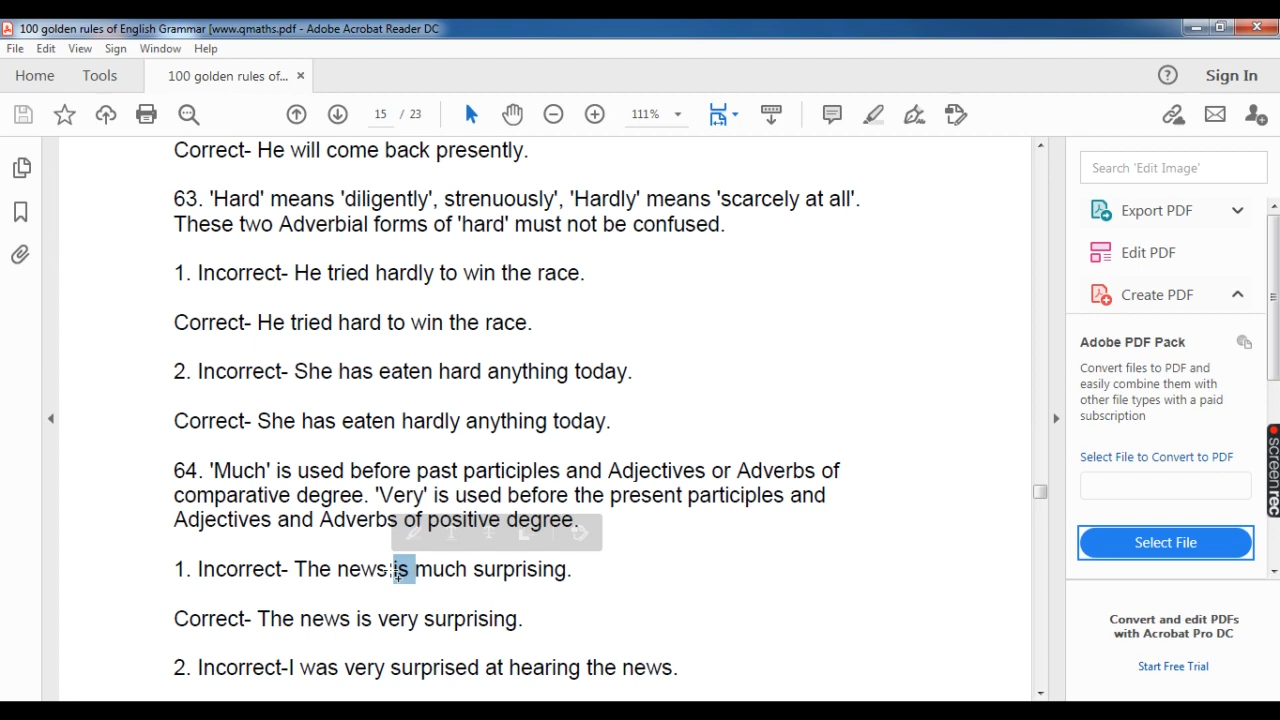 100 golden rules of English Grammar [www.qmaths.pdf - Adobe Acrobat Reader DC
File Edit View Sign Window Help
Home Tools 100 golden rules of... × ? Sign In
15 / 23 111%
Correct- He will come back presently.
63. 'Hard' means 'diligently', strenuously', 'Hardly' means 'scarcely at all'.
These two Adverbial forms of 'hard' must not be confused.
1. Incorrect- He tried hardly to win the race.
Correct- He tried hard to win the race.
2. Incorrect- She has eaten hard anything today.
Correct- She has eaten hardly anything today.
64. 'Much' is used before past participles and Adjectives or Adverbs of
comparative degree. 'Very' is used before the present participles and
Adjectives and Adverbs of positive degree.
1. Incorrect- The news is much surprising.
Correct- The news is very surprising.
2. Incorrect-I was very surprised at hearing the news.
Search 'Edit Image'
Export PDF
Edit PDF
Create PDF
Adobe PDF Pack
Convert files to PDF and
easily combine them with
other file types with a paid
subscription
Select File to Convert to PDF
Select File
Convert and edit PDFs
with Acrobat Pro DC
Start Free Trial
screenrec